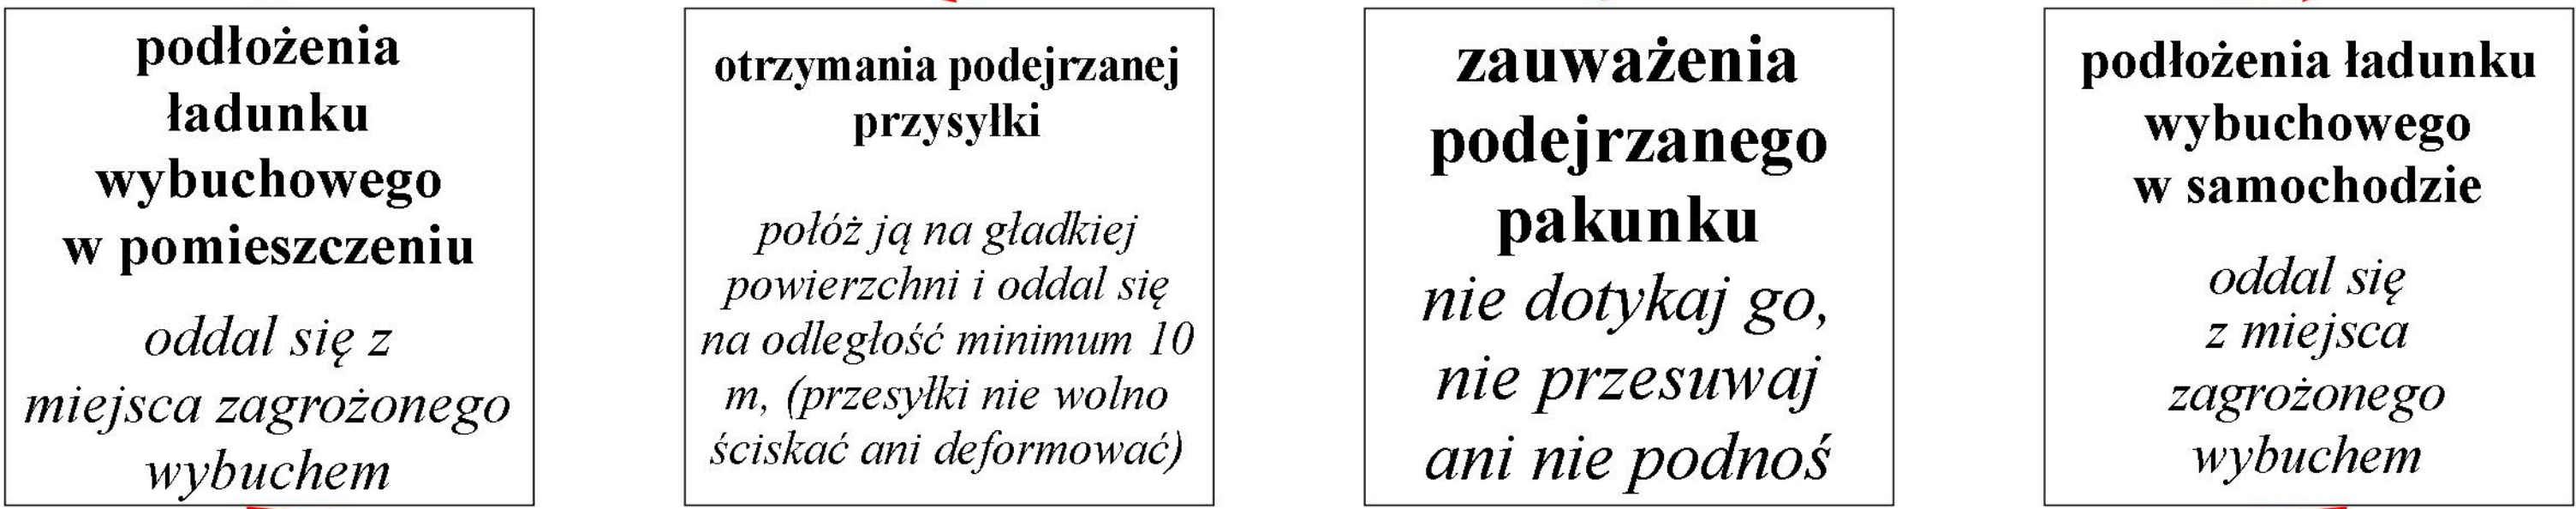 podłożenia
ładunku
wybuchowego
w pomieszczeniu
oddal się z
miejsca zagrożonego
wybuchem
otrzymania podejrzanej
przysyłki
połóż ją na gładkiej
powierzchni i oddal się
na odległość minimum 10
m, (przesyłki nie wolno
ściskać ani deformować)
zauważenia
podejrzanego
pakunku
nie dotykaj go,
nie przesuwaj
ani nie podnoś
podłożenia ładunku
wybuchowego
w samochodzie
oddal się
z miejsca
zagrożonego
wybuchem